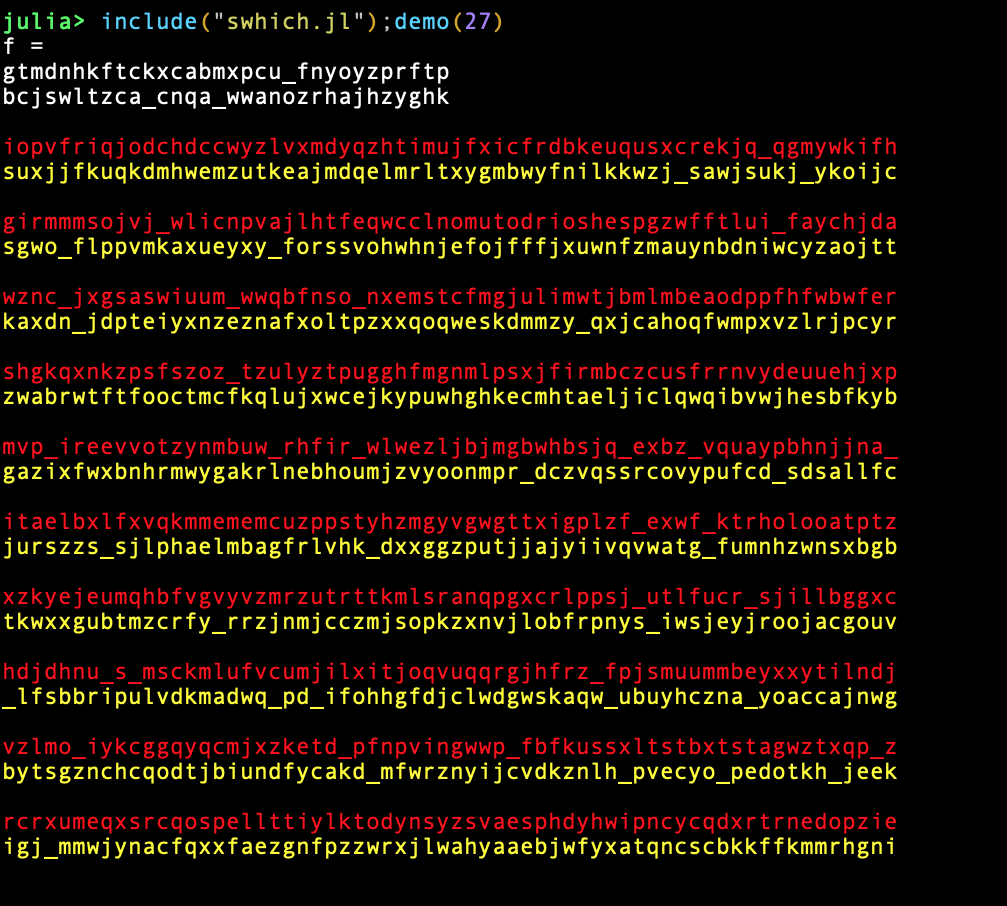 julia> include("swhich.jl");demo(27)
f =
gtmdnhkftckxcabmxpcu_fnyoyzprftp
bcjswltzca_cnqa_wwanozrhajhzyghk
iopvfriqjodchdccwyzlvxmdyqzhtimujfxicfrdbkeuqusxcrekjq_qgmywkifh
suxjjfkuqkdmhwemzutkeajmdqelmrltxygmbwyfnilkkwzj_sawjsukj_ykoijc
girmmmsojvj_wlicnpvajlhtfeqwcclnomutodrioshespgzwfftlui_faychjda
sgwo_flppvmkaxueyxy_forssvohwhnjefojfffjxuwnfzmauynbdniwcyzaojtt
wznc_jxgsaswiuum_wwqbfnso_nxemstcfmgjulimwtjbmlmbeaodppfhfwbwfer
kaxdn_jdpteiyxnzeznafxoltpzxxqoqweskdmmzy_qxjcahoqfwmpxvzlrjpcyr
shgkqxnkzpsfszoz_tzulyztpugghfmgnmlpsxjfirmbczcusfrrnvydeuuehjxp
zwabrwtftfooctmcfkqlujxwcejkypuwhghkecmhtaeljiclqwqibvwjhesbfkyb
mvp_ireevvotzynmbuw_rhfir_wlwezljbjmgbwhbsjq_exbz_vquaypbhnjjna_
gazixfwxbnhrmwygakrlnebhoumjzvyoonmpr_dczvqssrcovypufcd_sdsallfc
itaelbxlfxvqkmmememcuzppstyhzmgyvgwgttxigplzf_exwf_ktrholooatptz
jurszzs_sjlphaelmbagfrlvhk_dxxggzputjjajyiivqvwatg_fumnhzwnsxbgb
xzkyejeumqhbfvgvyvzmrzutrttkmlsranqpgxcrlppsj_utlfucr_sjillbggxc
tkwxxgubtmzcrfy_rrzjnmjcczmjsopkzxnvjlobfrpnys_iwsjeyjroojacgouv
hdjdhnu_s_msckmlufvcumjilxitjoqvuqqrgjhfrz_fpjsmuummbeyxxytilndj
_lfsbbripulvdkmadwq_pd_ifohhgfdjclwdgwskaqw_ubuyhczna_yoaccajnwg
vzlmo_iykcggqyqcmjxzketd_pfnpvingwwp_fbfkussxltstbxtstagwztxqp_z
bytsgznchcqodtjbiundfycakd_mfwrznyijcvdkznlh_pvecyo_pedotkh_jeek
rcrxumeqxsrcqospellttiylktodynsyzsvaesphdyhwipncycqdxrtrnedopzie
igj_mmwjynacfqxxfaezgnfpzzwrxjlwahyaaebjwfyxatqncscbkkffkmmrhgni